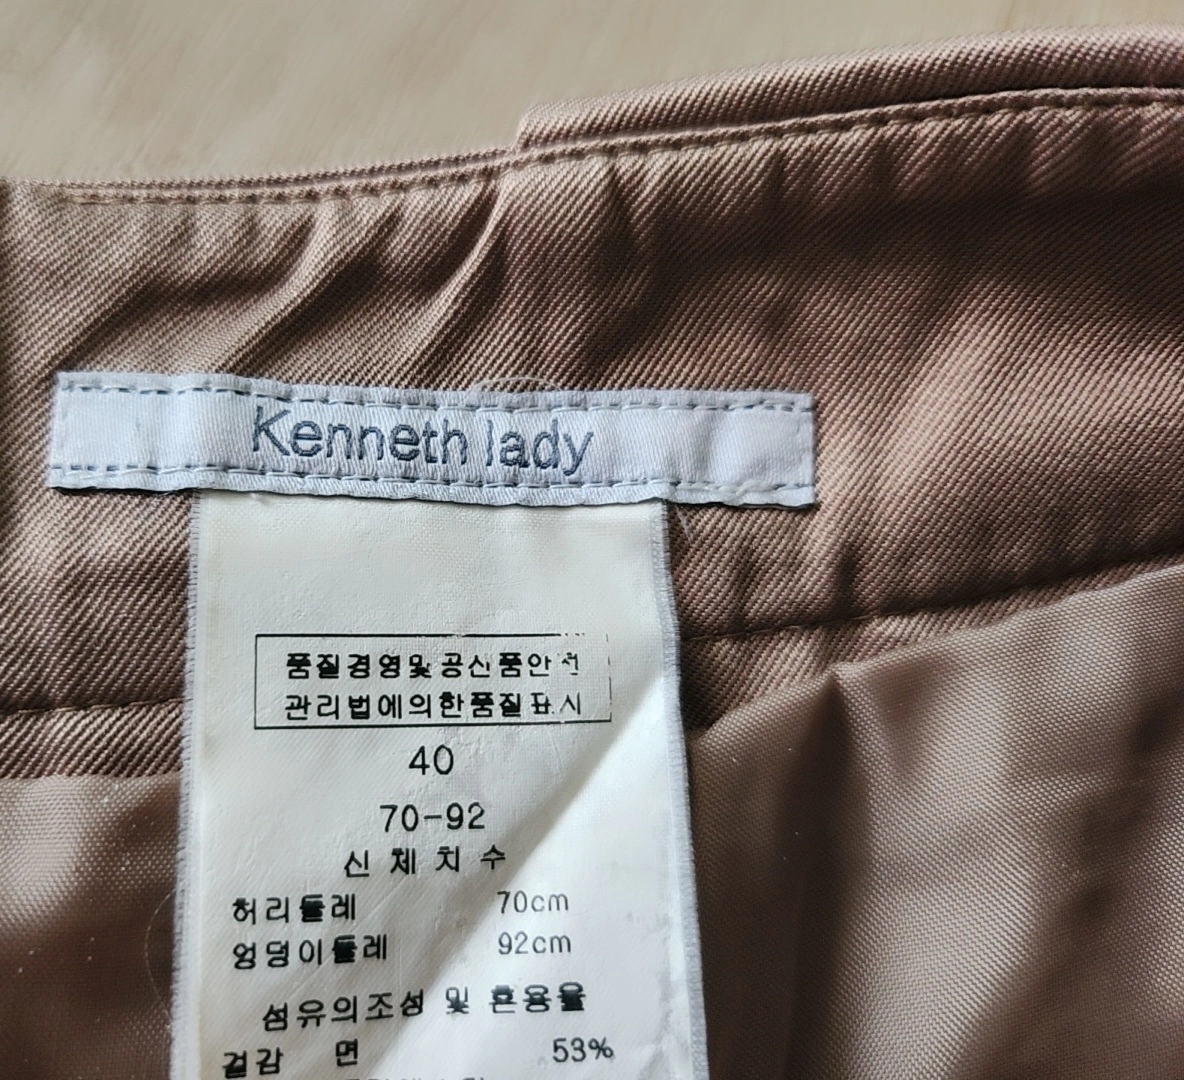 Kenneth lady
품질경영및공산품안전
관리법에의한품질표시
40
70-92
신체치수
허리둘레 70cm
엉덩이둘레 92cm
섬유의조성 및 혼용율
겉감 면 53%